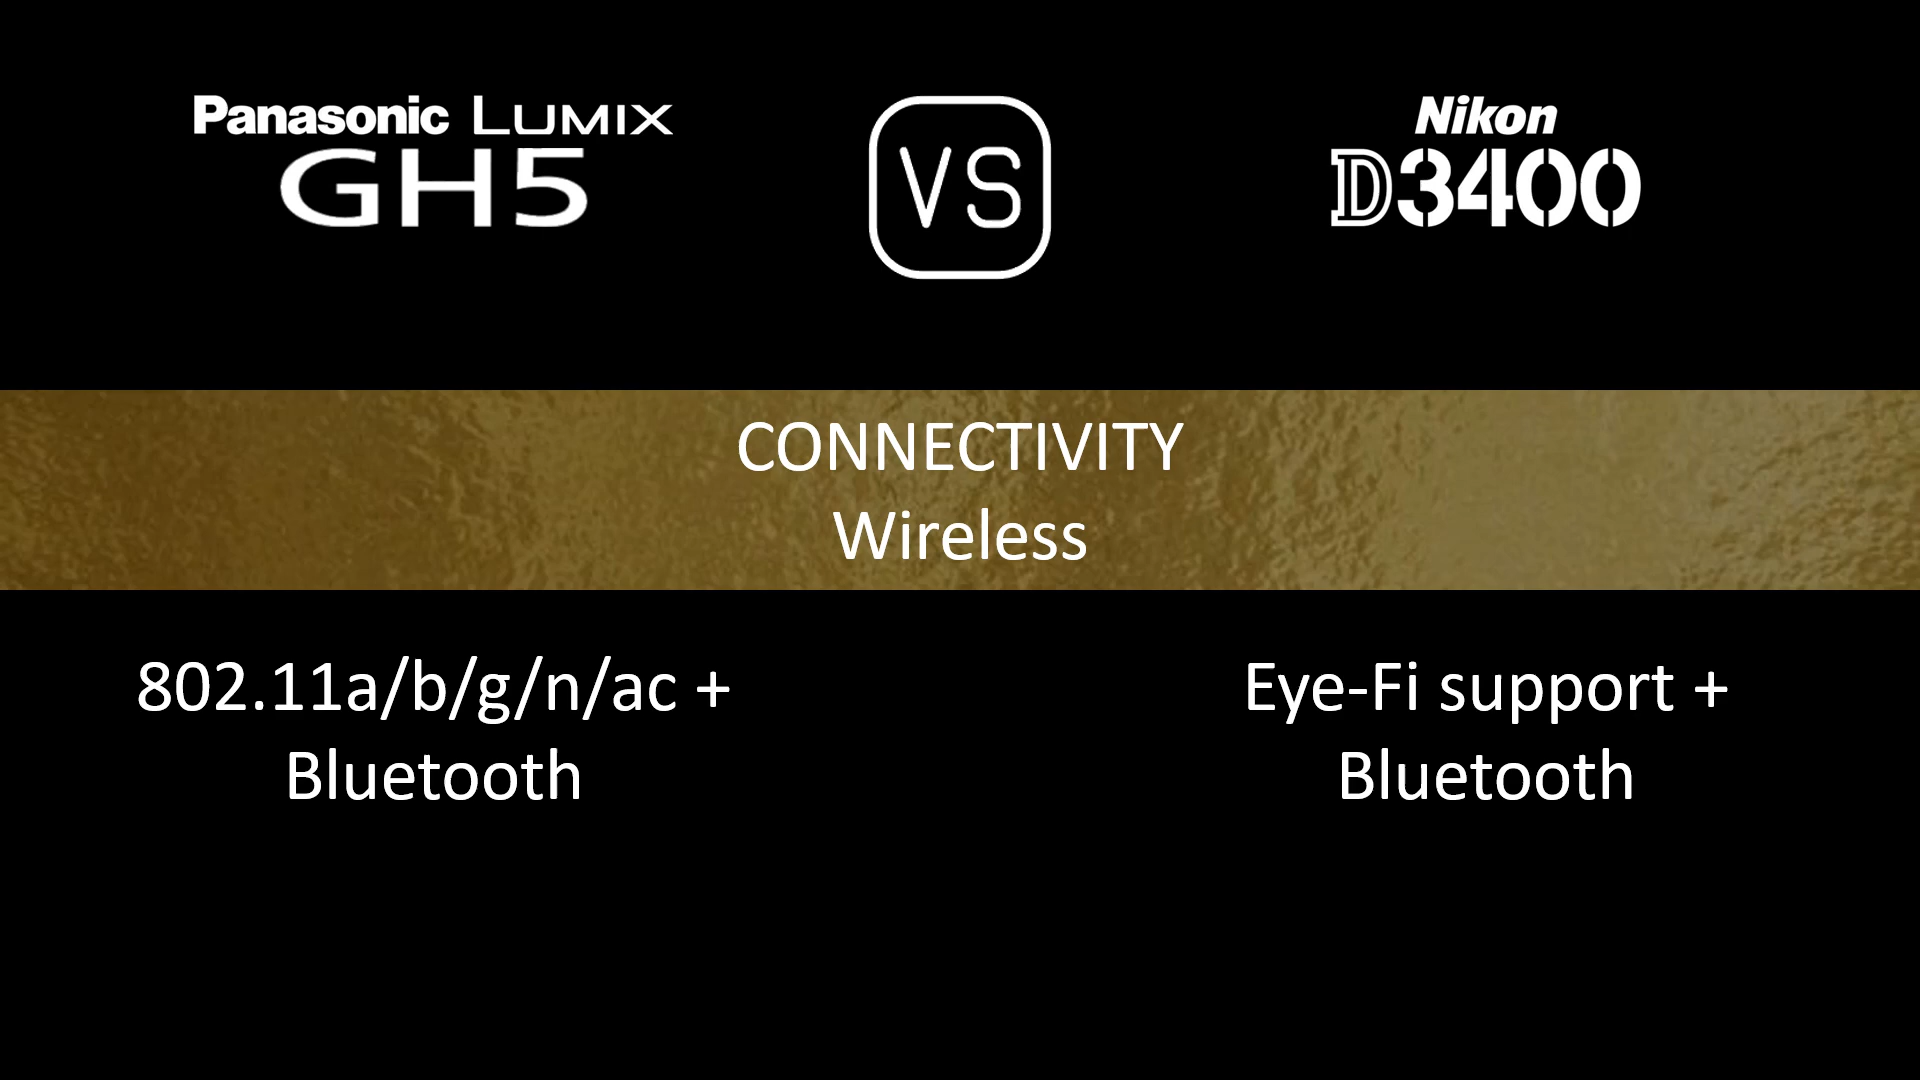 Panasonic LUMIX
GH5
VS
Nikon
D3400
CONNECTIVITY
Wireless
802.11a/b/g/n/ac +
Bluetooth
Eye-Fi support +
Bluetooth